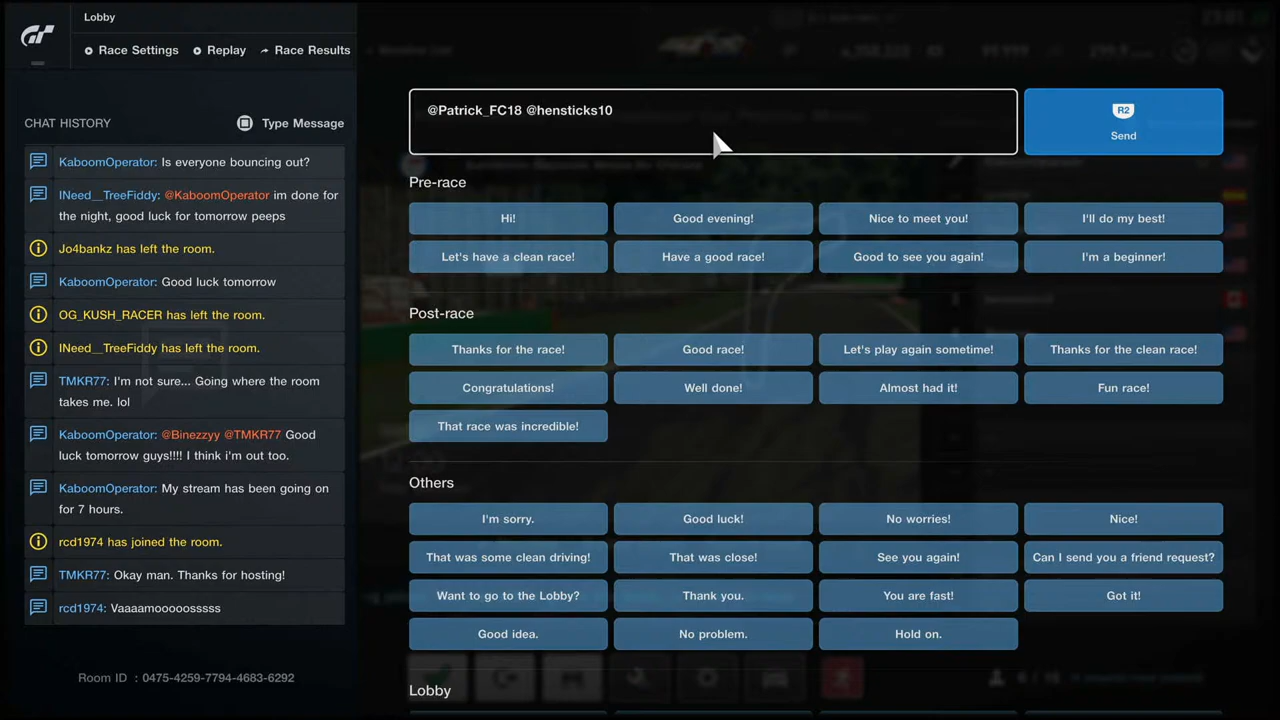 Lobby
Race Settings Replay Race Results
CHAT HISTORY Type Message
KaboomOperator: Is everyone bouncing out?
INeed__TreeFiddy: @KaboomOperator im done for
the night, good luck for tomorrow peeps
Jo4bankz has left the room.
KaboomOperator: Good luck tomorrow
OG_KUSH_RACER has left the room.
INeed__TreeFiddy has left the room.
TMKR77: I'm not sure... Going where the room
takes me. lol
KaboomOperator: @Binezzyy @TMKR77 Good
luck tomorrow guys!!!! I think i'm out too.
KaboomOperator: My stream has been going on
for 7 hours.
rcd1974 has joined the room.
TMKR77: Okay man. Thanks for hosting!
rcd1974: Vaaaamooooosssss
Room ID : 0475-4259-7794-4683-6292
@Patrick_FC18 @hensticks10
R2
Send
Pre-race
Hi! Good evening! Nice to meet you! I'll do my best!
Let's have a clean race! Have a good race! Good to see you again! I'm a beginner!
Post-race
Thanks for the race! Good race! Let's play again sometime! Thanks for the clean race!
Congratulations! Well done! Almost had it! Fun race!
That race was incredible!
Others
I'm sorry. Good luck! No worries! Nice!
That was some clean driving! That was close! See you again! Can I send you a friend request?
Want to go to the Lobby? Thank you. You are fast! Got it!
Good idea. No problem. Hold on.
Lobby